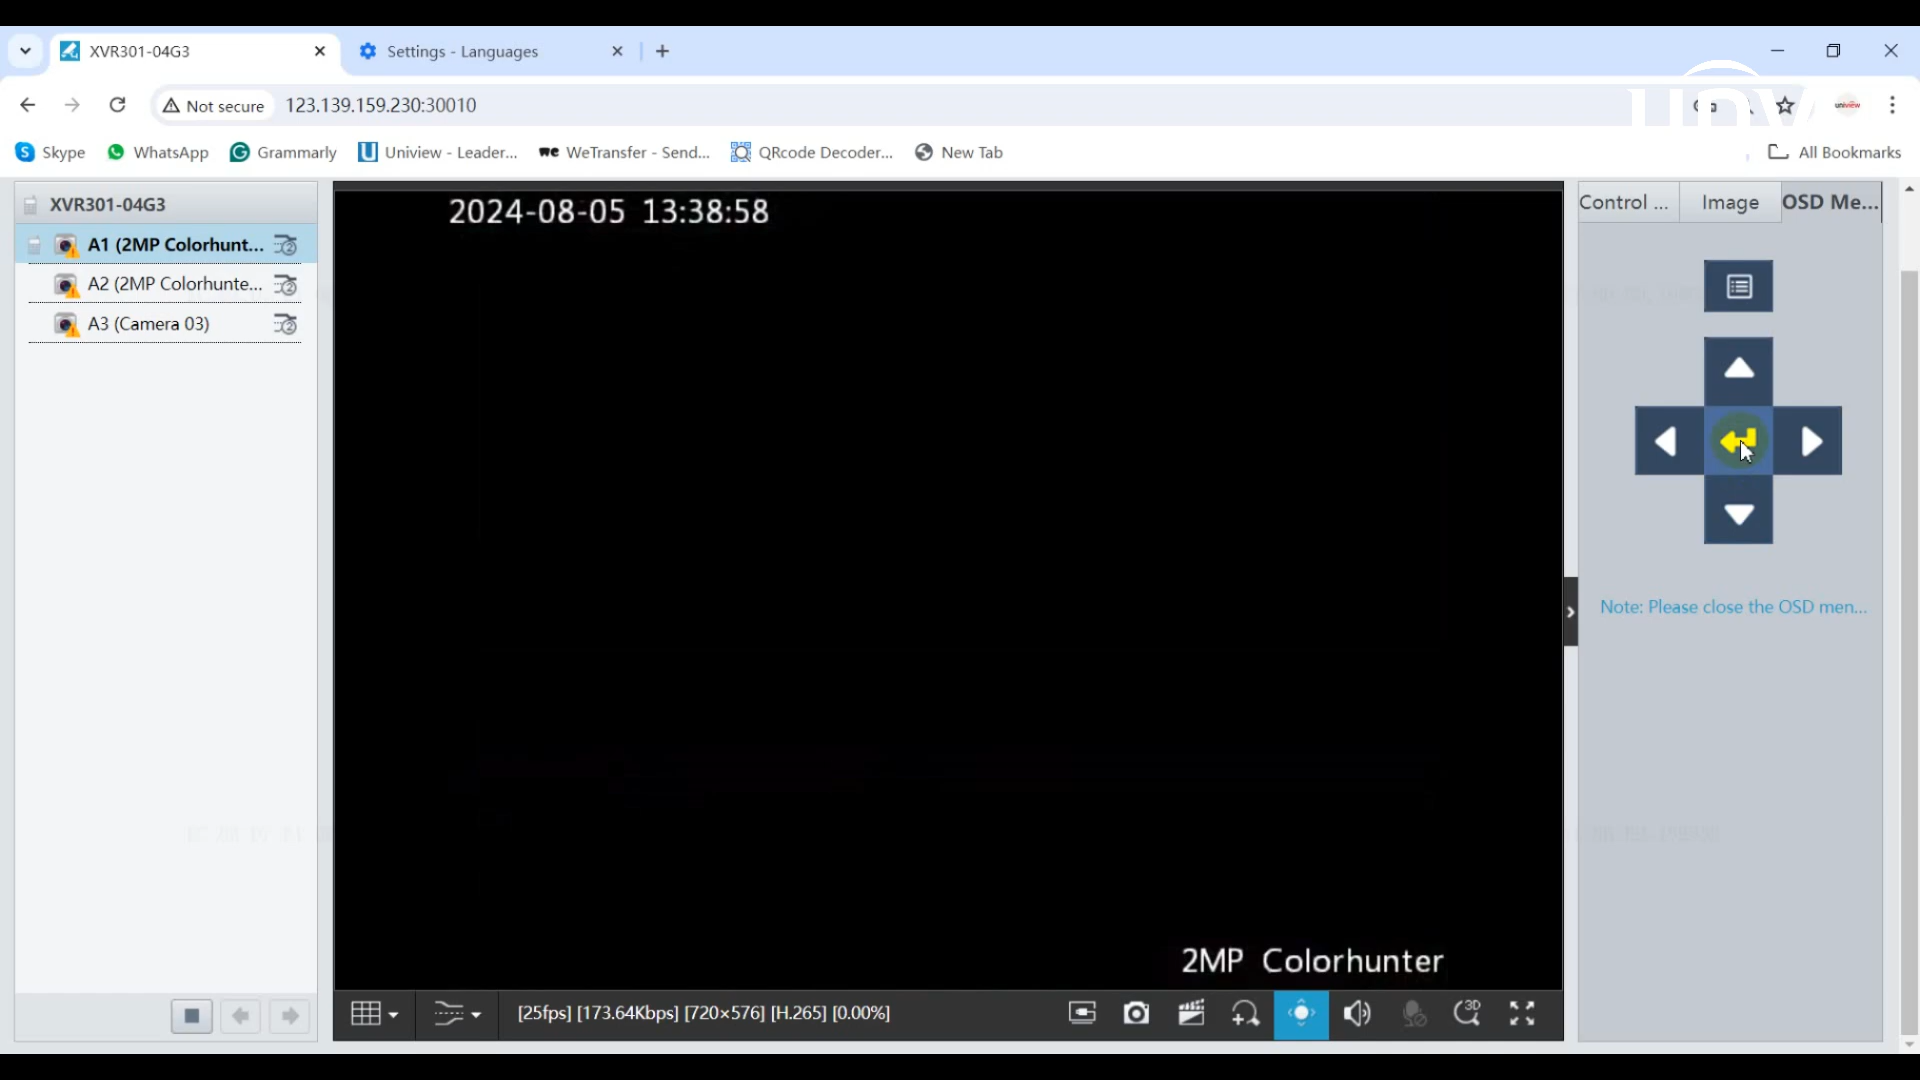 XVR301-04G3
Settings - Languages
Not secure
123.139.159.230:30010
uniview
Skype
WhatsApp
Grammarly
Uniview - Leader...
WeTransfer - Send...
QRcode Decoder...
New Tab
All Bookmarks
XVR301-04G3
A1 (2MP Colorhunt...
A2 (2MP Colorhunte...
A3 (Camera 03)
2024-08-05 13:38:58
2MP Colorhunter
[25fps] [173.64Kbps] [720×576] [H.265] [0.00%]
3D
Control ...
Image
OSD Me...
Note: Please close the OSD men...